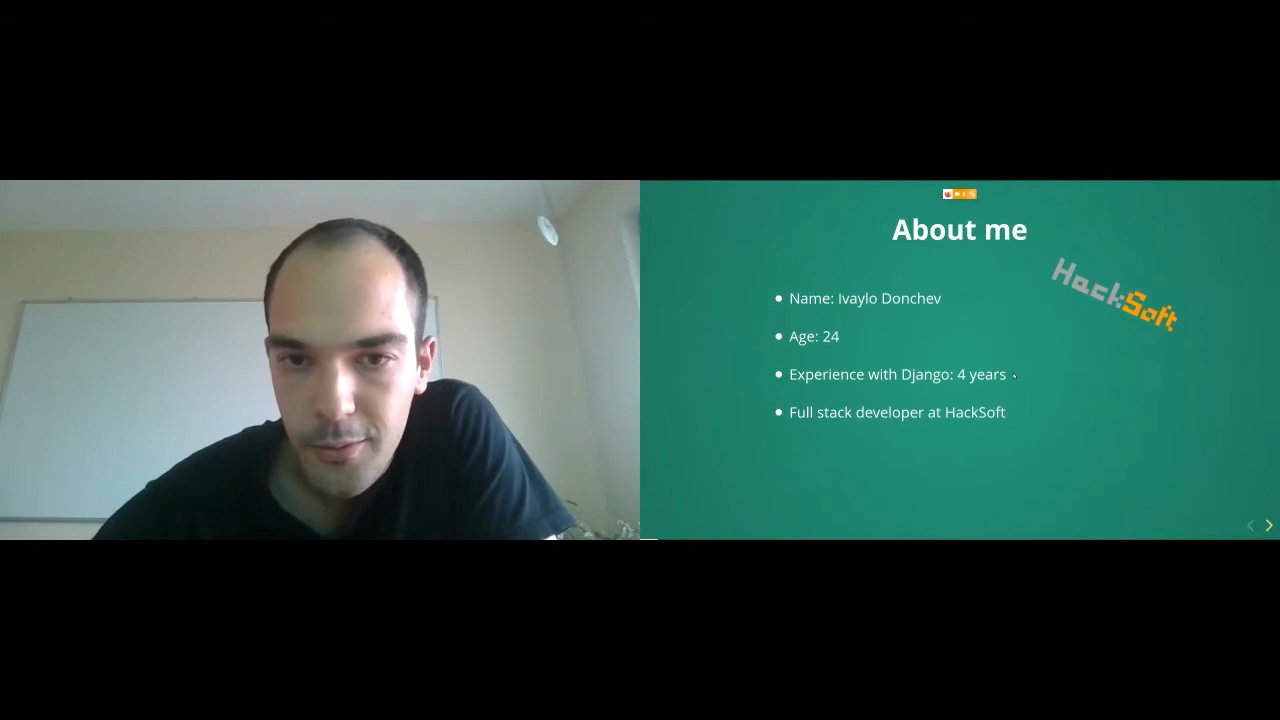 About me
HackSoft
Name: Ivaylo Donchev
Age: 24
Experience with Django: 4 years
Full stack developer at HackSoft